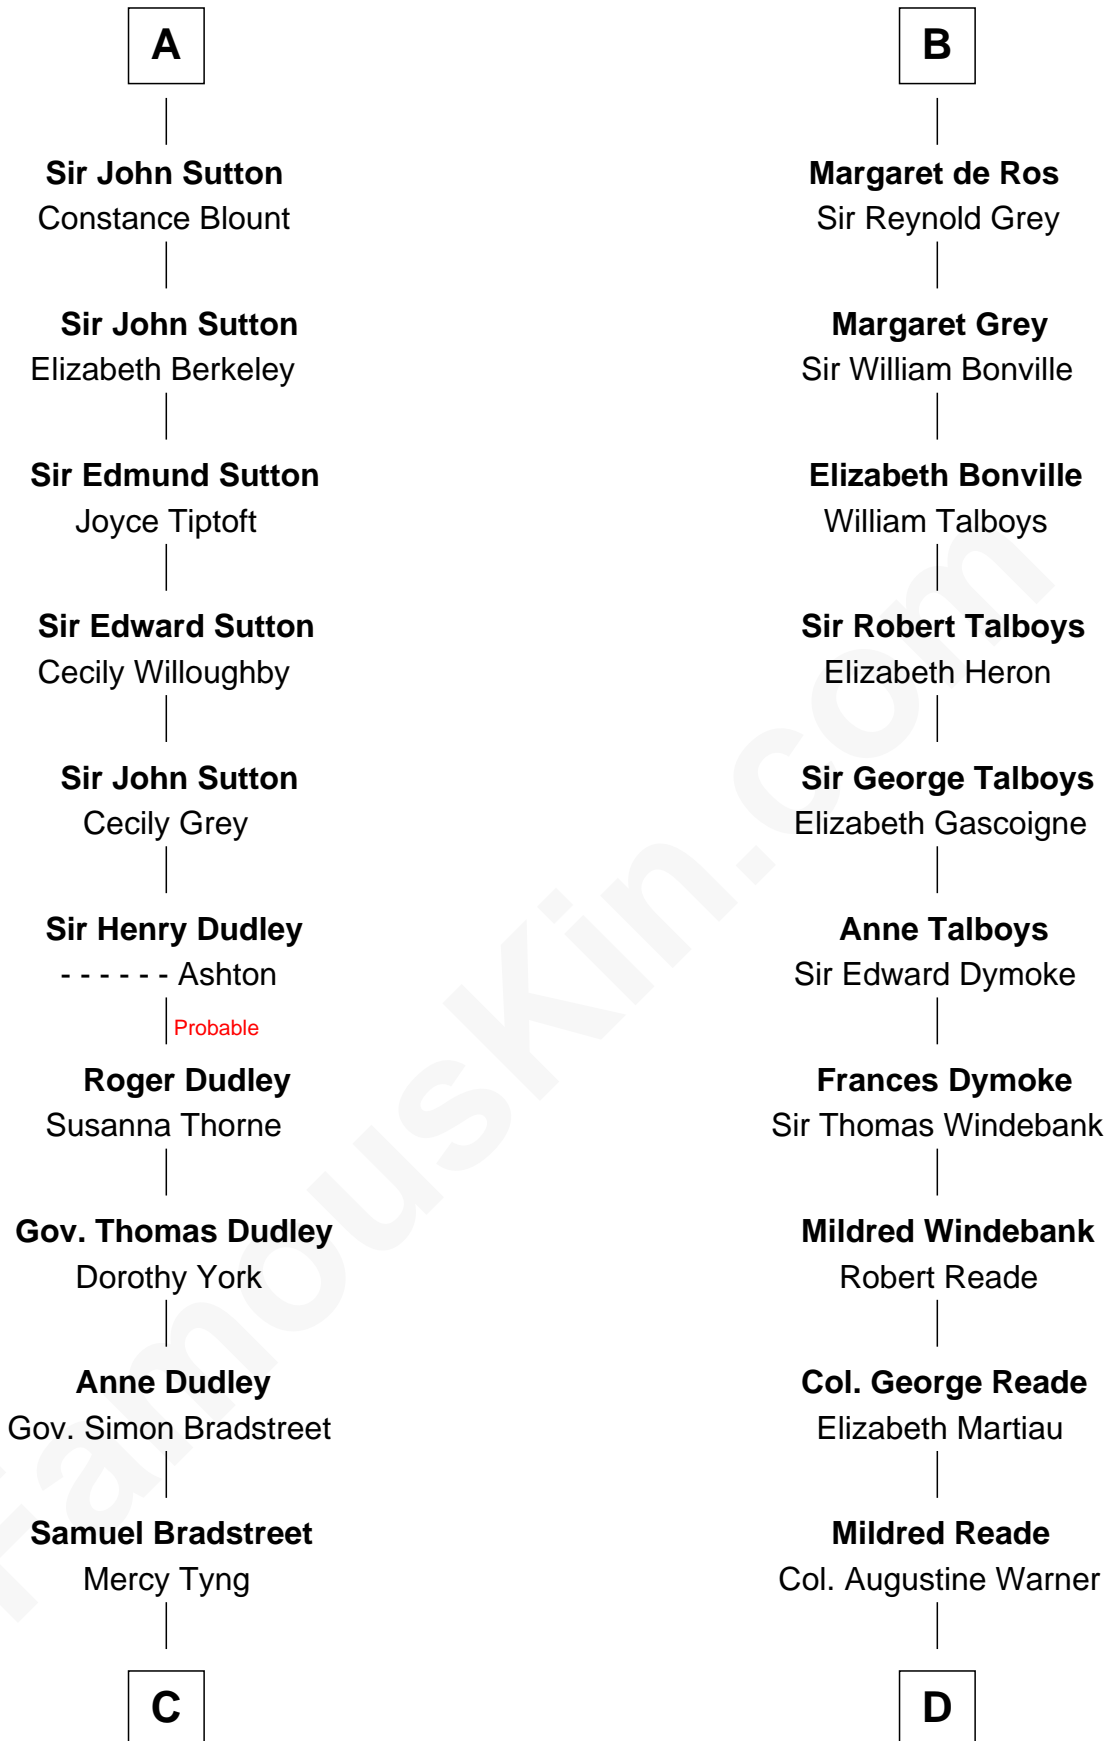 A
Sir John Sutton
Constance Blount
Sir John Sutton
Elizabeth Berkeley
Sir Edmund Sutton
Joyce Tiptoft
Sir Edward Sutton
Cecily Willoughby
Sir John Sutton
Cecily Grey
Sir Henry Dudley
- - - - - - Ashton
Probable
Roger Dudley
Susanna Thorne
Gov. Thomas Dudley
Dorothy York
Anne Dudley
Gov. Simon Bradstreet
Samuel Bradstreet
Mercy Tyng
C
B
Margaret de Ros
Sir Reynold Grey
Margaret Grey
Sir William Bonville
Elizabeth Bonville
William Talboys
Sir Robert Talboys
Elizabeth Heron
Sir George Talboys
Elizabeth Gascoigne
Anne Talboys
Sir Edward Dymoke
Frances Dymoke
Sir Thomas Windebank
Mildred Windebank
Robert Reade
Col. George Reade
Elizabeth Martiau
Mildred Reade
Col. Augustine Warner
D
FamousKin.com